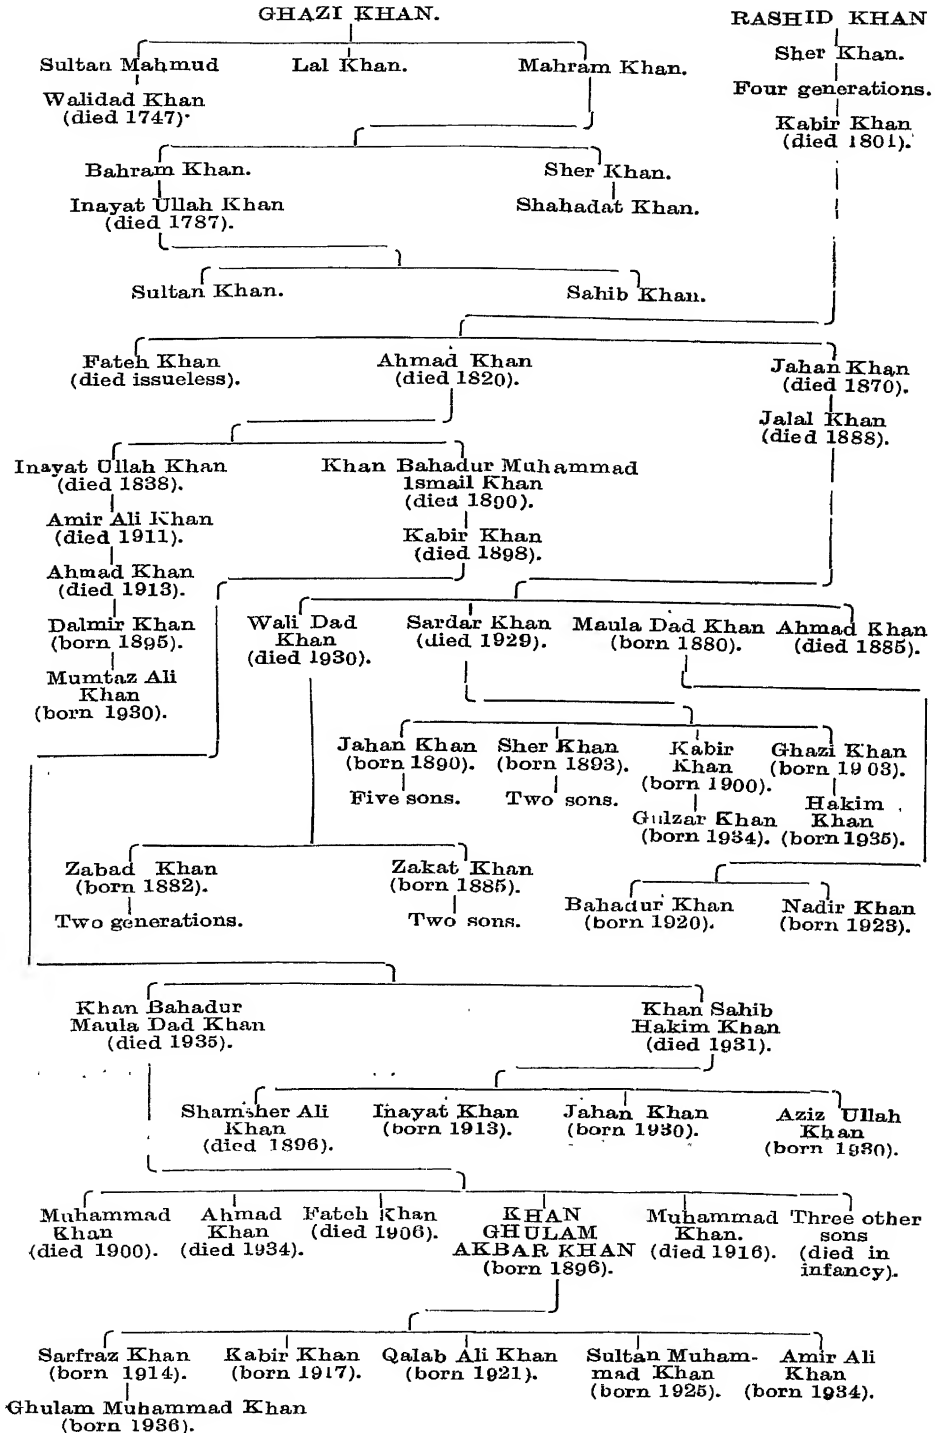 GHAZI KHAN.
RASHID KHAN
Sultan Mahmud
Lal Khan.
Mahram Khan.
Sher Khan.
Walidad Khan
(died 1747).
Four generations.
Kabir Khan
(died 1801).
Bahram Khan.
Sher Khan.
Inayat Ullah Khan
(died 1787).
Shahadat Khan.
Sultan Khan.
Sahib Khan.
Fateh Khan
(died issueless).
Ahmad Khan
(died 1820).
Jahan Khan
(died 1870).
Jalal Khan
(died 1888).
Inayat Ullah Khan
(died 1838).
Khan Bahadur Muhammad
Ismail Khan
(died 1890).
Amir Ali Khan
(died 1911).
Kabir Khan
(died 1898).
Ahmad Khan
(died 1913).
Dalmir Khan
(born 1895).
Mumtaz Ali
Khan
(born 1930).
Wali Dad
Khan
(died 1930).
Sardar Khan
(died 1929).
Maula Dad Khan
(born 1880).
Ahmad Khan
(died 1885).
Jahan Khan
(born 1890).
Five sons.
Sher Khan
(born 1893).
Two sons.
Kabir
Khan
(born 1900).
Gulzar Khan
(born 1934).
Ghazi Khan
(born 1903).
Hakim
Khan
(born 1935).
Zabad Khan
(born 1882).
Two generations.
Zakat Khan
(born 1885).
Two sons.
Bahadur Khan
(born 1920).
Nadir Khan
(born 1923).
Khan Bahadur
Maula Dad Khan
(died 1935).
Khan Sahib
Hakim Khan
(died 1931).
Shamsher Ali
Khan
(died 1896).
Inayat Khan
(born 1913).
Jahan Khan
(born 1930).
Aziz Ullah
Khan
(born 1930).
Muhammad
Khan
(died 1900).
Ahmad
Khan
(died 1934).
Fateh Khan
(died 1906).
KHAN
GHULAM
AKBAR KHAN
(born 1896).
Muhammad
Khan.
(died 1916).
Three other
sons
(died in
infancy).
Sarfraz Khan
(born 1914).
Kabir Khan
(born 1917).
Qalab Ali Khan
(born 1921).
Sultan Muham-
mad Khan
(born 1925).
Amir Ali
Khan
(born 1934).
Ghulam Muhammad Khan
(born 1936).